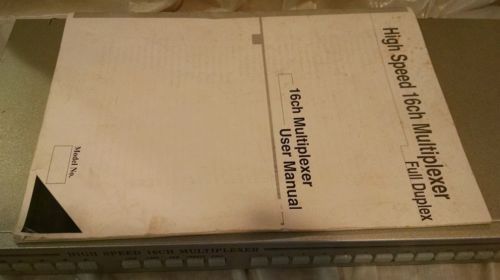 High Speed 16ch Multiplexer
Full Duplex
16ch Multiplexer
User Manual
Model No.
HIGH SPEED 16CH MULTIPLEXER